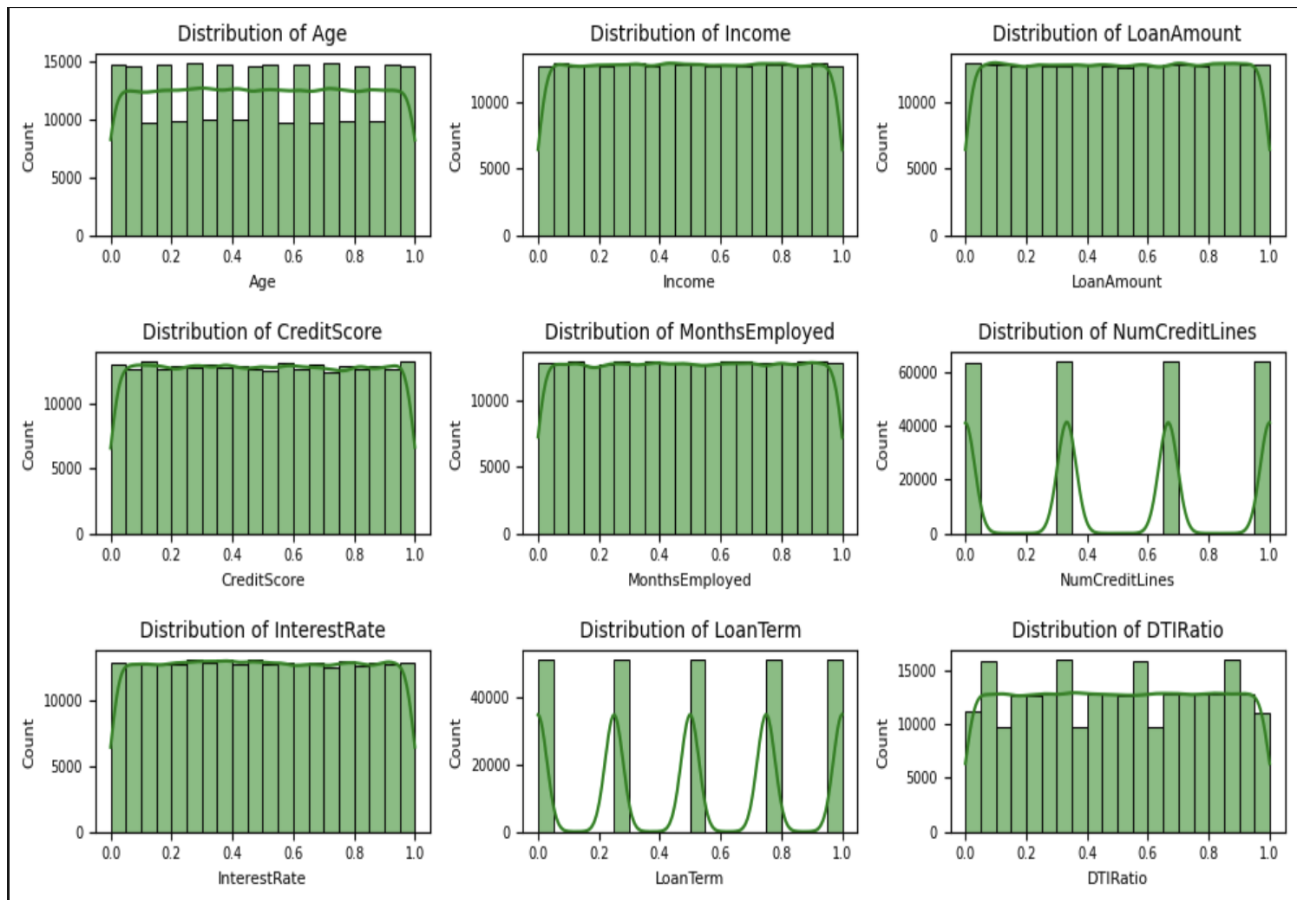 Distribution of Age
Distribution of Income
Distribution of LoanAmount
Count
15000
10000
5000
0
0.0 0.2 0.4 0.6 0.8 1.0
Age
Count
10000
5000
0
0.0 0.2 0.4 0.6 0.8 1.0
Income
Count
10000
5000
0
0.0 0.2 0.4 0.6 0.8 1.0
LoanAmount
Distribution of CreditScore
Distribution of MonthsEmployed
Distribution of NumCreditLines
Count
10000
5000
0
0.0 0.2 0.4 0.6 0.8 1.0
CreditScore
Count
10000
5000
0
0.0 0.2 0.4 0.6 0.8 1.0
MonthsEmployed
Count
60000
40000
20000
0
0.0 0.2 0.4 0.6 0.8 1.0
NumCreditLines
Distribution of InterestRate
Distribution of LoanTerm
Distribution of DTIRatio
Count
10000
5000
0
0.0 0.2 0.4 0.6 0.8 1.0
InterestRate
Count
40000
20000
0
0.0 0.2 0.4 0.6 0.8 1.0
LoanTerm
Count
15000
10000
5000
0
0.0 0.2 0.4 0.6 0.8 1.0
DTIRatio